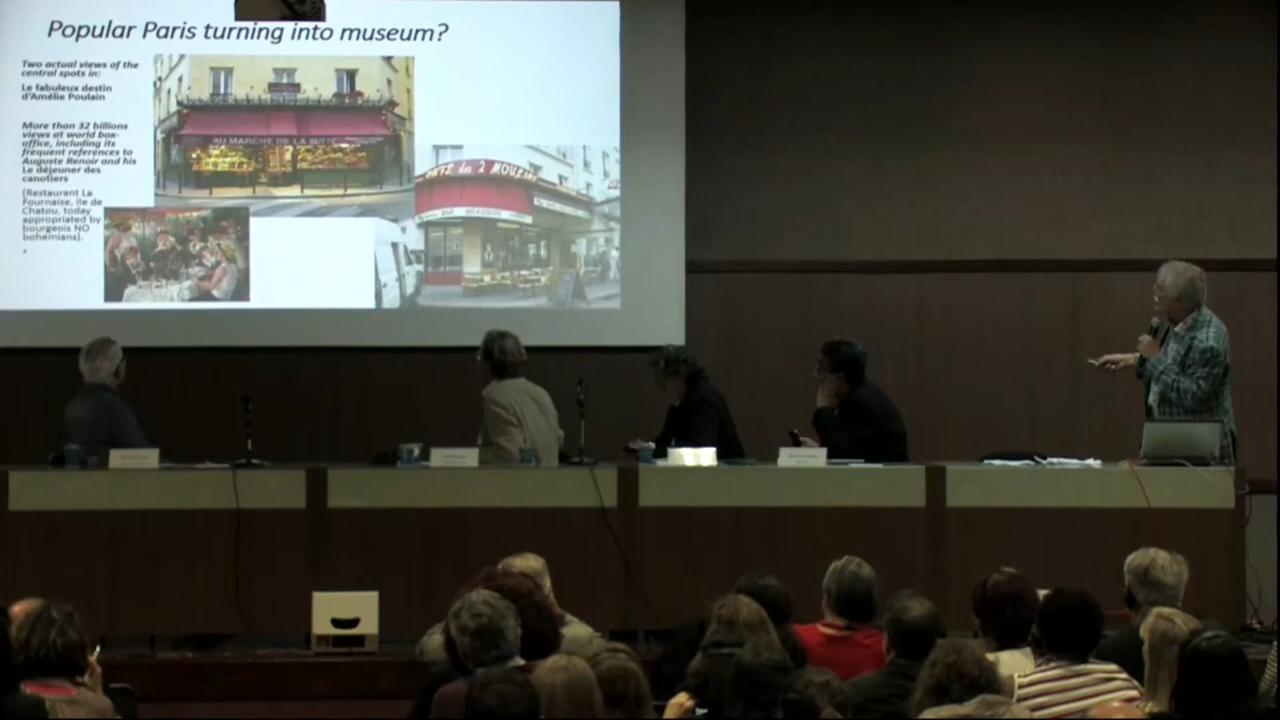 Popular Paris turning into museum?
Two actual views of the
central spots in:
Le fabuleux destin
d'Amélie Poulain
More than 32 billions
views at world box-
office, including its
frequent references to
Auguste Renoir and his
Le déjeuner des
canotiers
(Restaurant La
Fournaise, ile de
Chatou, today
appropriated by
bourgeois NO
bohemians).
AU MARCHE DE LA BUTTE
des 2 MOULINS
BRASSERIE